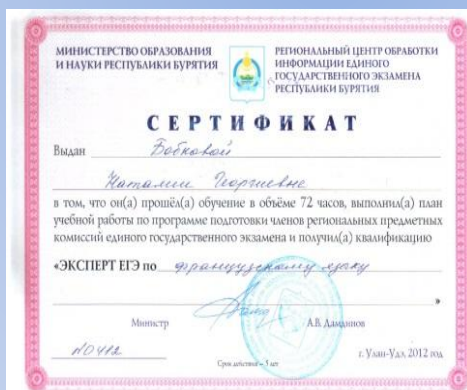 МИНИСТЕРСТВО ОБРАЗОВАНИЯ
И НАУКИ РЕСПУБЛИКИ БУРЯТИЯ
РЕГИОНАЛЬНЫЙ ЦЕНТР ОБРАБОТКИ
ИНФОРМАЦИИ ЕДИНОГО
ГОСУДАРСТВЕННОГО ЭКЗАМЕНА
РЕСПУБЛИКИ БУРЯТИЯ
СЕРТИФИКАТ
Выдан Бобковой
Наталии Георгиевне
в том, что он(а) прошёл(а) обучение в объёме 72 часов, выполнил(а) план
учебной работы по программе подготовки членов региональных предметных
комиссий единого государственного экзамена и получил(а) квалификацию
«ЭКСПЕРТ ЕГЭ по французскому языку
»
Министр А.В. Дамдинов
№0412 г. Улан-Удэ, 2012 год
Срок действия – 3 лет